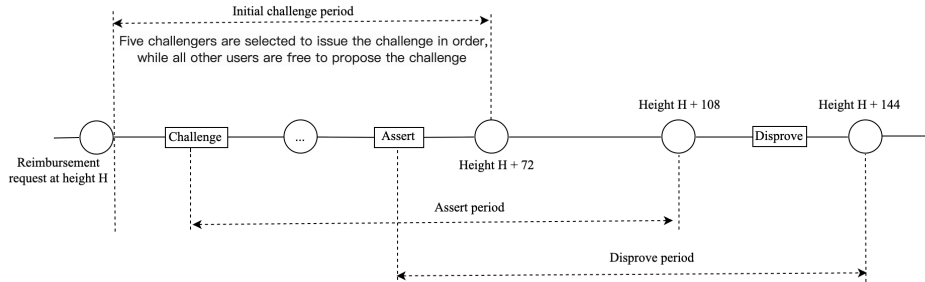 Initial challenge period
Five challengers are selected to issue the challenge in order,
while all other users are free to propose the challenge
Height H + 108
Height H + 144
Challenge
...
Assert
Disprove
Reimbursement
request at height H
Height H + 72
Assert period
Disprove period